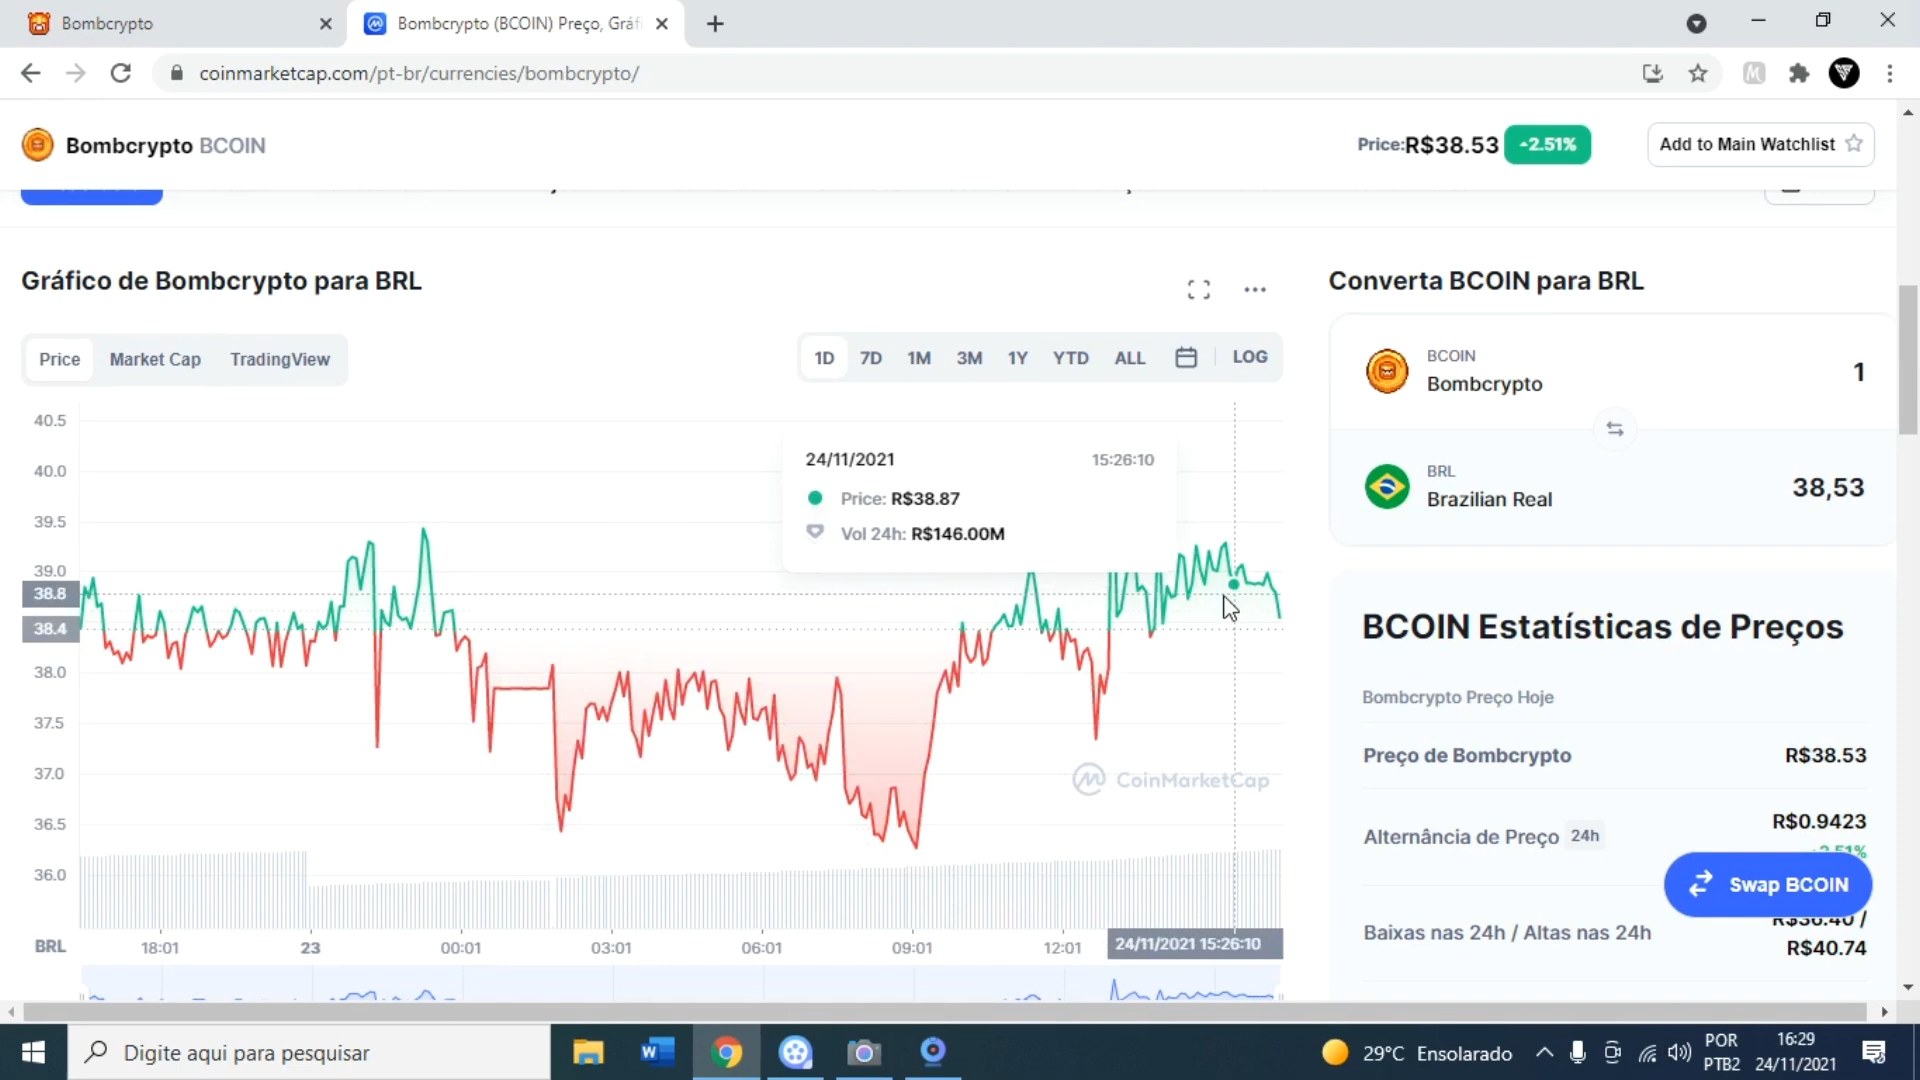 Bombcrypto
Bombcrypto (BCOIN) Preço, Gráf
coinmarketcap.com/pt-br/currencies/bombcrypto/
Bombcrypto BCOIN
Price:R$38.53
2.51%
Add to Main Watchlist
Gráfico de Bombcrypto para BRL
Price
Market Cap
TradingView
1D
7D
1M
3M
1Y
YTD
ALL
LOG
40.5
40.0
39.5
39.0
38.8
38.4
38.0
37.5
37.0
36.5
36.0
24/11/2021
15:26:10
Price: R$38.87
Vol 24h: R$146.00M
CoinMarketCap
BRL
18:01
23
00:01
03:01
06:01
09:01
12:01
24/11/2021 15:26:10
Converta BCOIN para BRL
BCOIN
Bombcrypto
1
BRL
Brazilian Real
38,53
BCOIN Estatísticas de Preços
Bombcrypto Preço Hoje
Preço de Bombcrypto
R$38.53
Alternância de Preço 24h
R$0.9423
2.51%
Swap BCOIN
Baixas nas 24h / Altas nas 24h
R$36.40 /
R$40.74
Digite aqui para pesquisar
29°C Ensolarado
POR
PTB2
16:29
24/11/2021